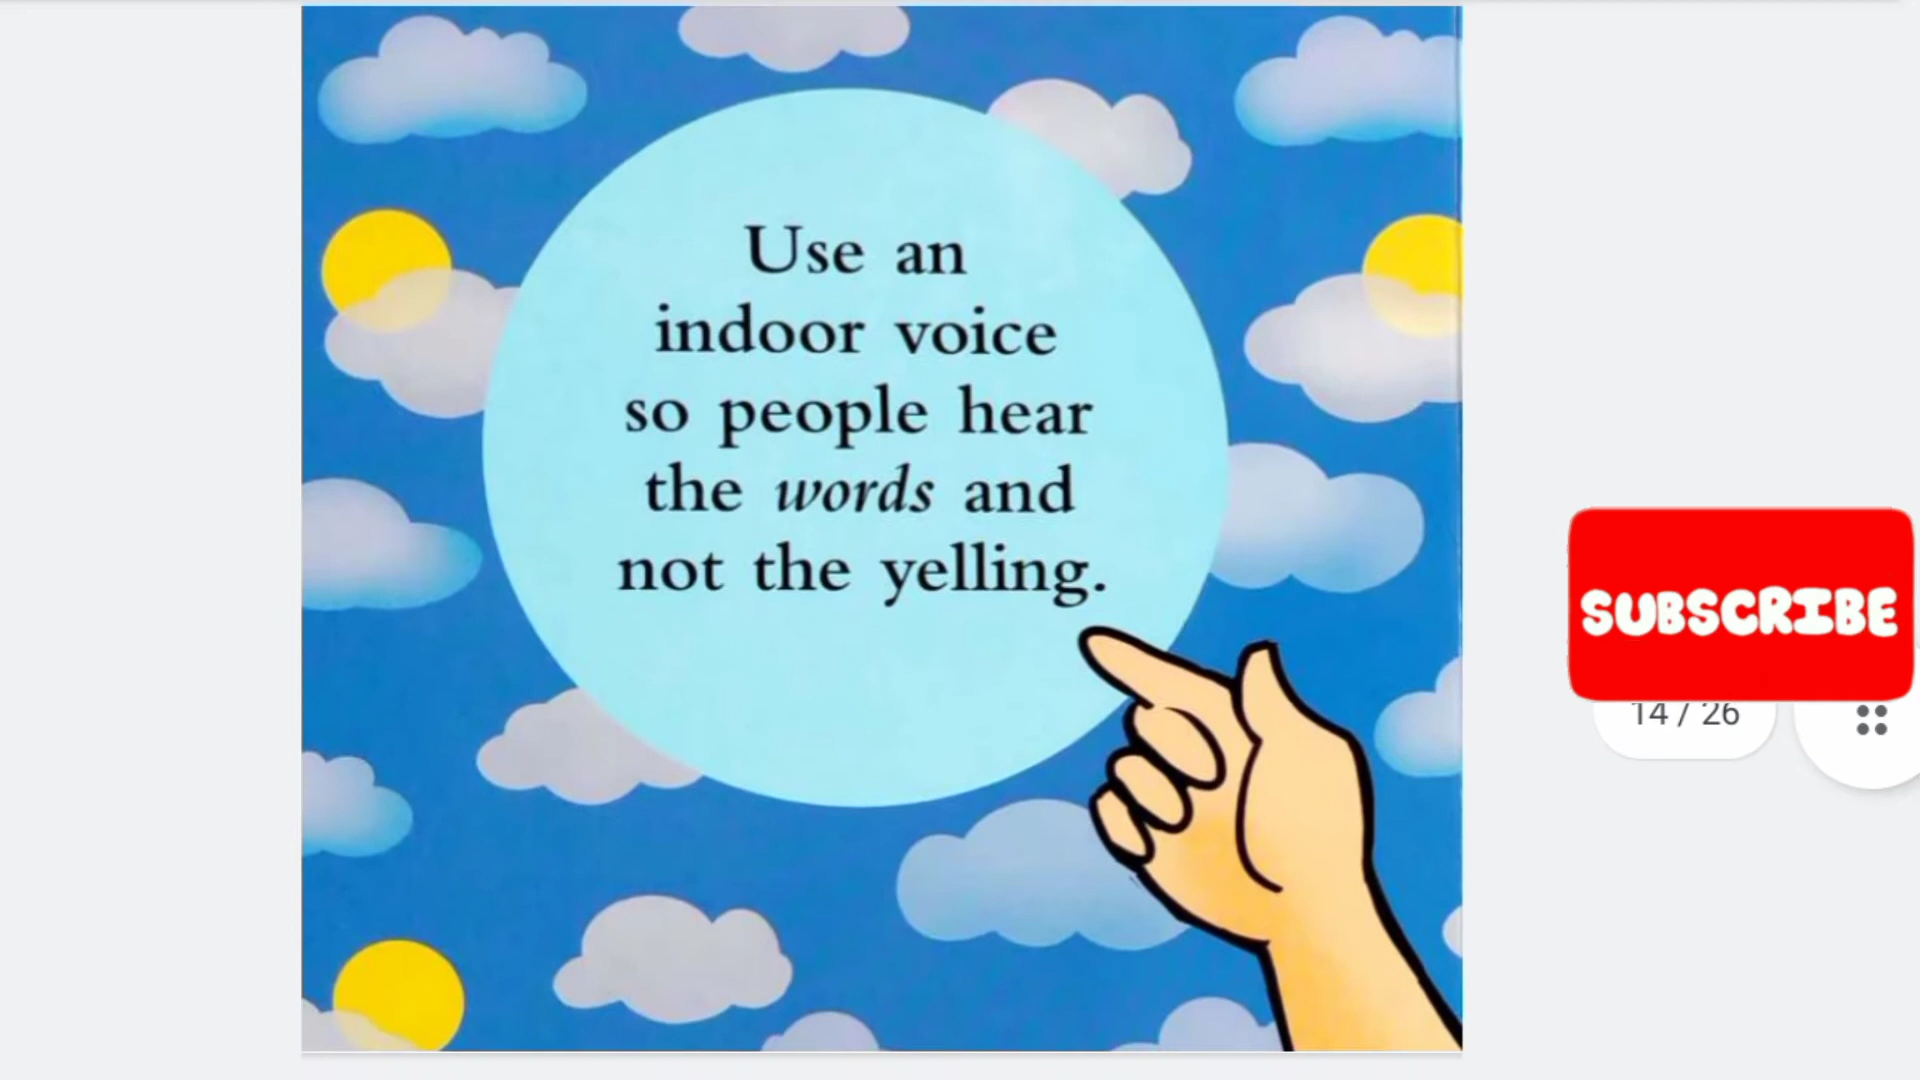 Use an
indoor voice
so people hear
the words and
not the yelling.
SUBSCRIBE
14 / 26